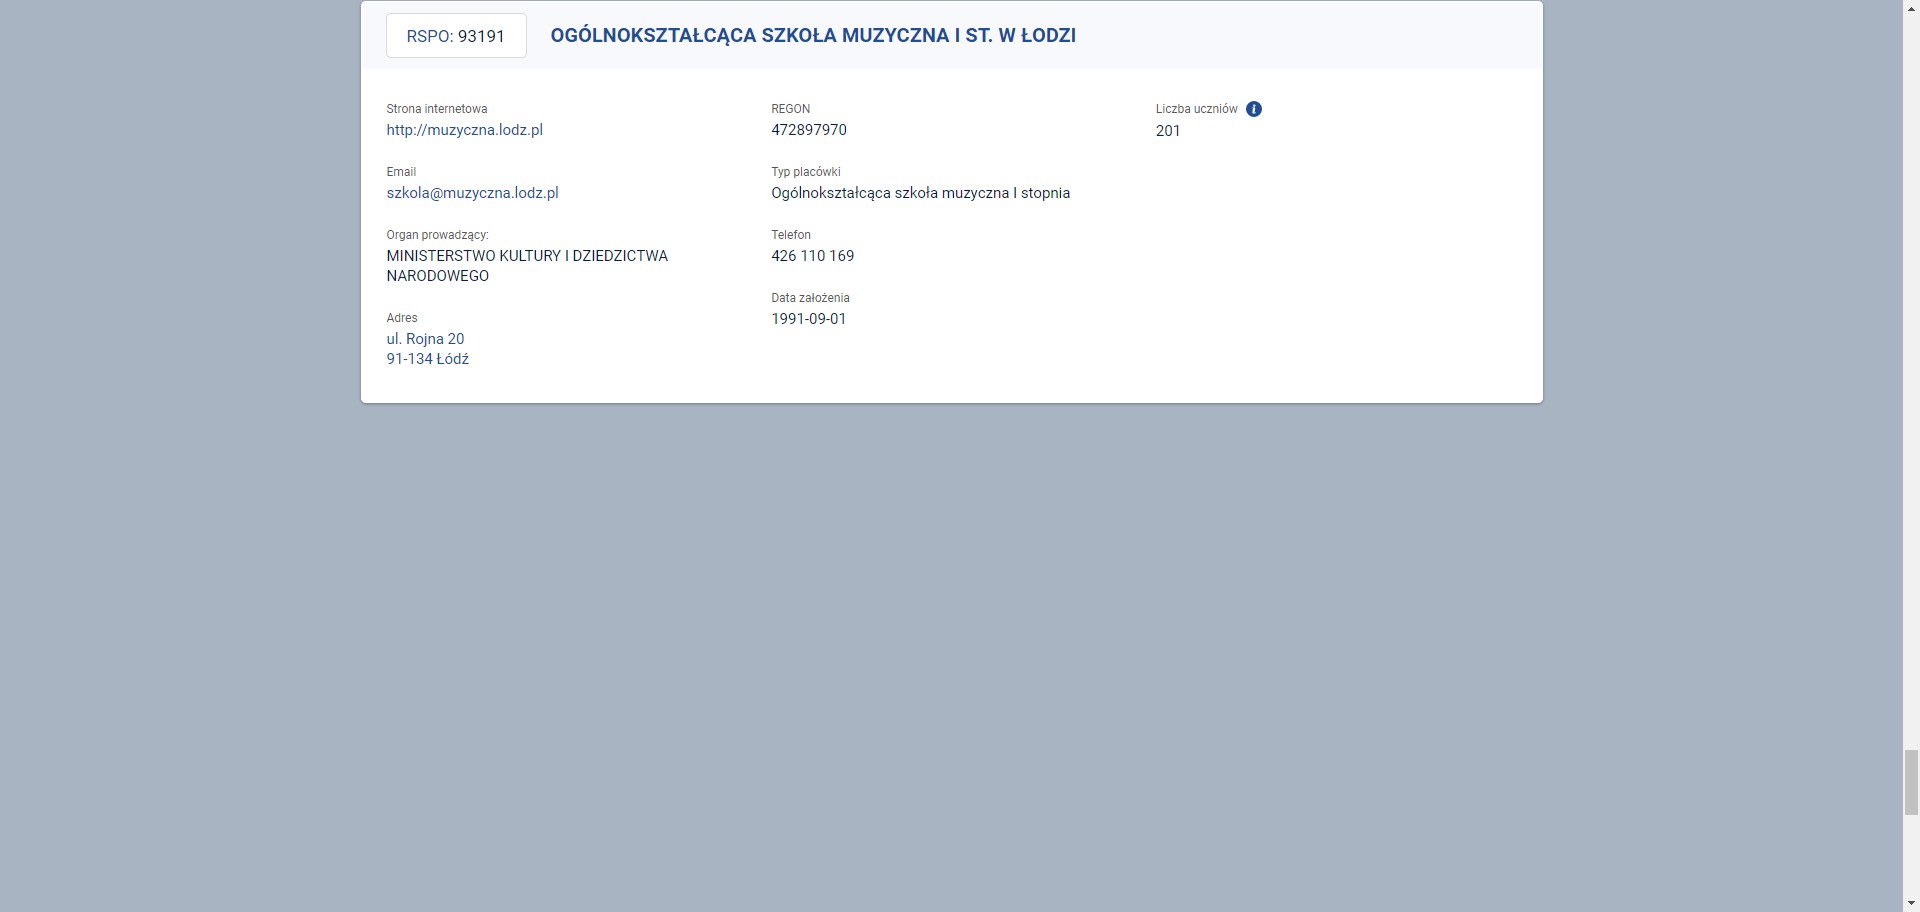 RSPO: 93191
OGÓLNOKSZTAŁCĄCA SZKOŁA MUZYCZNA I ST. W ŁODZI
Strona internetowa
http://muzyczna.lodz.pl
Email
szkola@muzyczna.lodz.pl
Organ prowadzący:
MINISTERSTWO KULTURY I DZIEDZICTWA
NARODOWEGO
Adres
ul. Rojna 20
91-134 Łódź
REGON
472897970
Typ placówki
Ogólnokształcąca szkoła muzyczna I stopnia
Telefon
426 110 169
Data założenia
1991-09-01
Liczba uczniów i
201